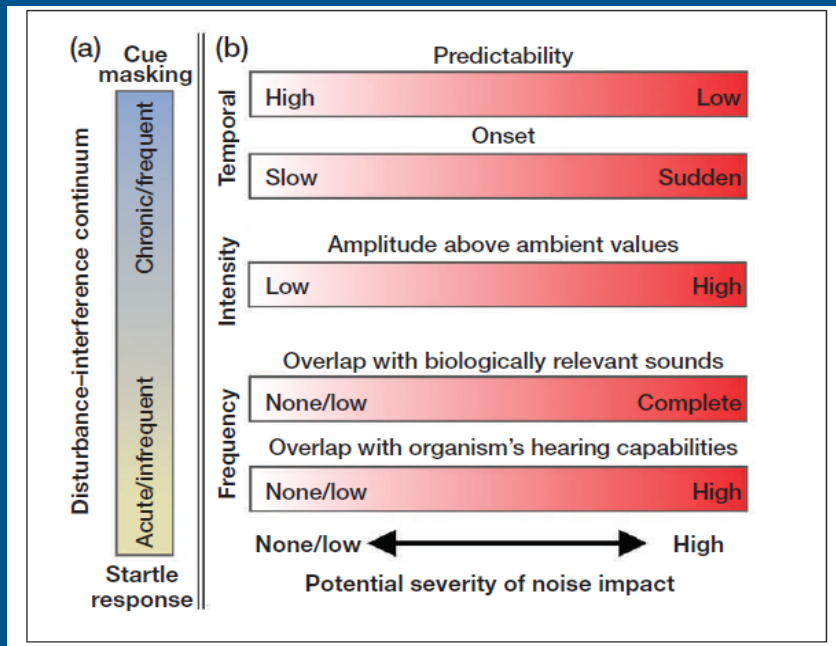 (a)
Cue
masking
Disturbance–interference continuum
Chronic/frequent
Acute/infrequent
Startle
response
(b)
Temporal
Predictability
High Low
Onset
Slow Sudden
Intensity
Amplitude above ambient values
Low High
Frequency
Overlap with biologically relevant sounds
None/low Complete
Overlap with organism's hearing capabilities
None/low High
None/low High
Potential severity of noise impact